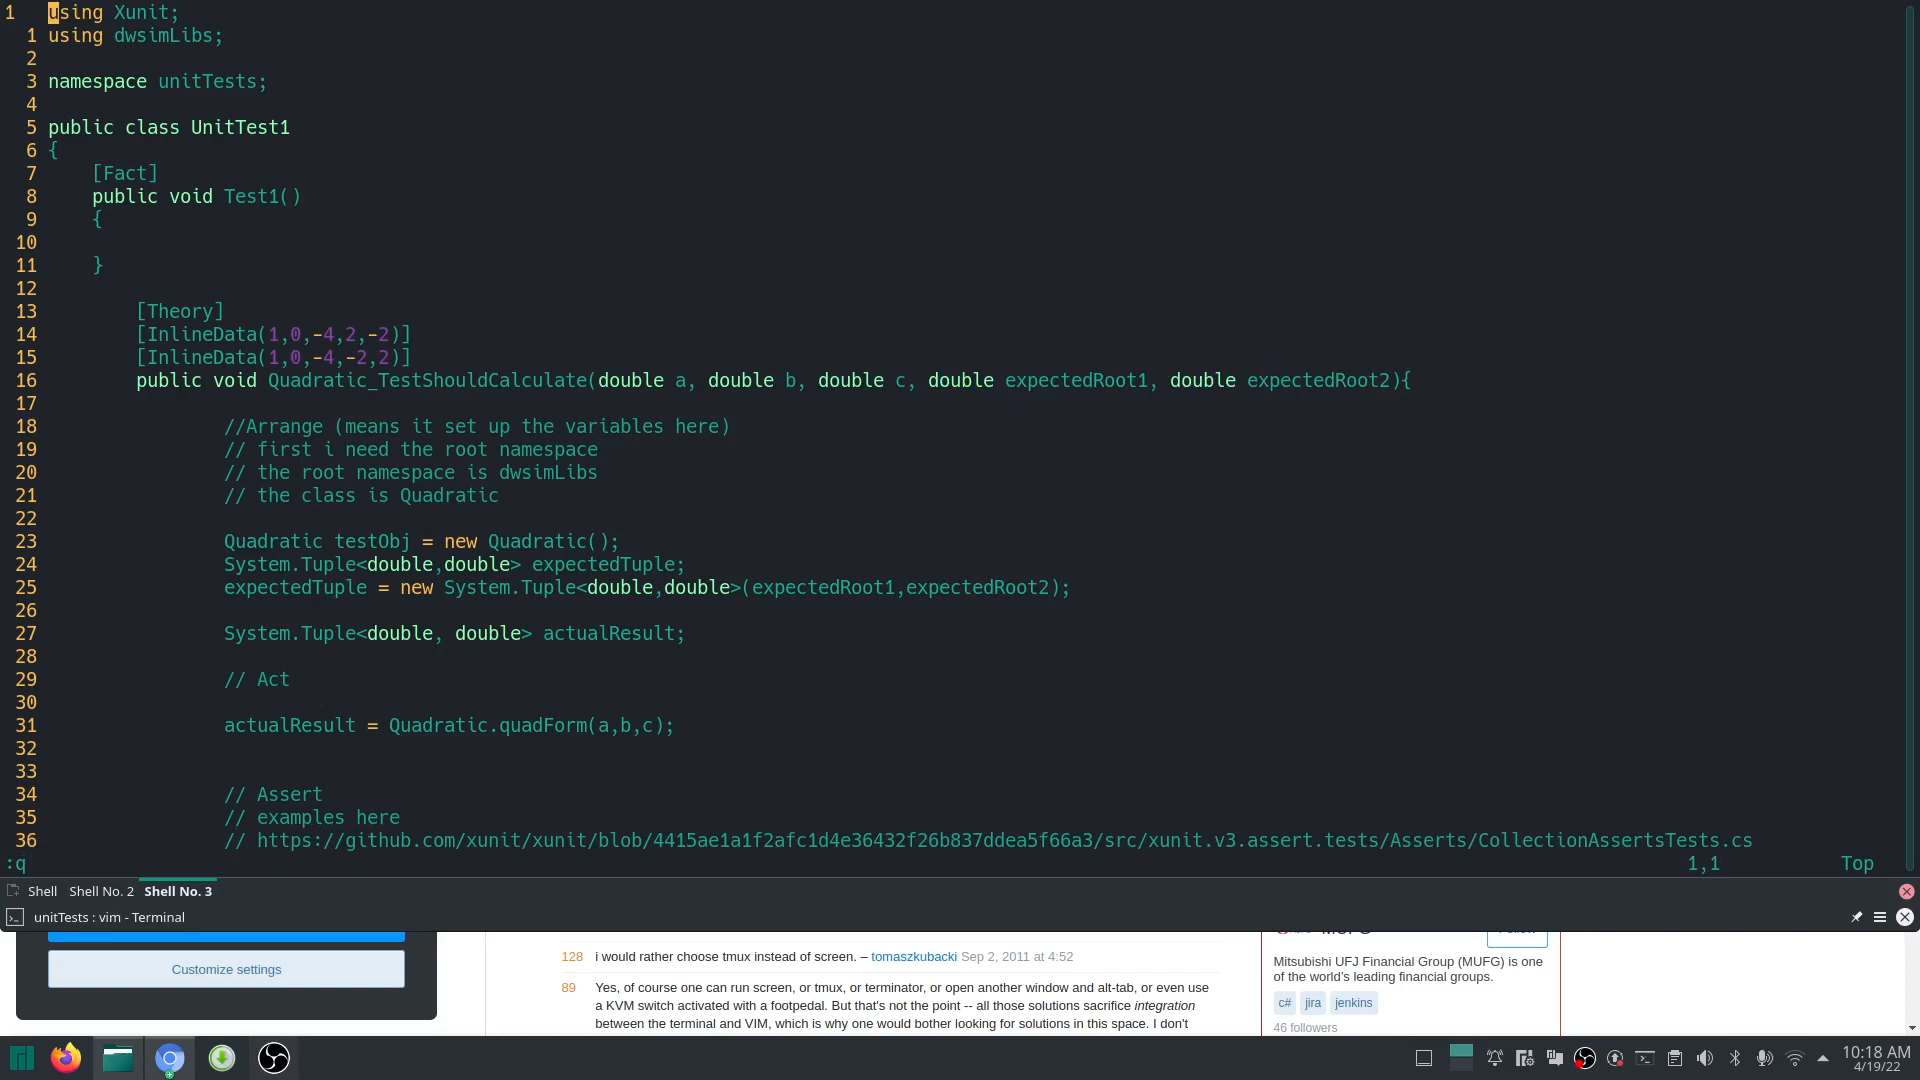 1   using Xunit;
1 using dwsimLibs;
2
3 namespace unitTests;
4
5 public class UnitTest1
6 {
7     [Fact]
8     public void Test1()
9     {
10
11     }
12
13         [Theory]
14         [InlineData(1,0,-4,2,-2)]
15         [InlineData(1,0,-4,-2,2)]
16         public void Quadratic_TestShouldCalculate(double a, double b, double c, double expectedRoot1, double expectedRoot2){
17
18                 //Arrange (means it set up the variables here)
19                 // first i need the root namespace
20                 // the root namespace is dwsimLibs
21                 // the class is Quadratic
22
23                 Quadratic testObj = new Quadratic();
24                 System.Tuple<double,double> expectedTuple;
25                 expectedTuple = new System.Tuple<double,double>(expectedRoot1,expectedRoot2);
26
27                 System.Tuple<double, double> actualResult;
28
29                 // Act
30
31                 actualResult = Quadratic.quadForm(a,b,c);
32
33
34                 // Assert
35                 // examples here
36                 // https://github.com/xunit/xunit/blob/4415ae1a1f2afc1d4e36432f26b837ddea5f66a3/src/xunit.v3.assert.tests/Asserts/CollectionAssertsTests.cs
:q 1,1 Top
Shell Shell No. 2 Shell No. 3
unitTests : vim - Terminal
Customize settings
128 i would rather choose tmux instead of screen. – tomaszkubacki Sep 2, 2011 at 4:52
89 Yes, of course one can run screen, or tmux, or terminator, or open another window and alt-tab, or even use
a KVM switch activated with a footpedal. But that's not the point -- all those solutions sacrifice integration
between the terminal and VIM, which is why one would bother looking for solutions in this space. I don't
Mitsubishi UFJ Financial Group (MUFG) is one
of the world's leading financial groups.
c# jira jenkins
46 followers
10:18 AM
4/19/22